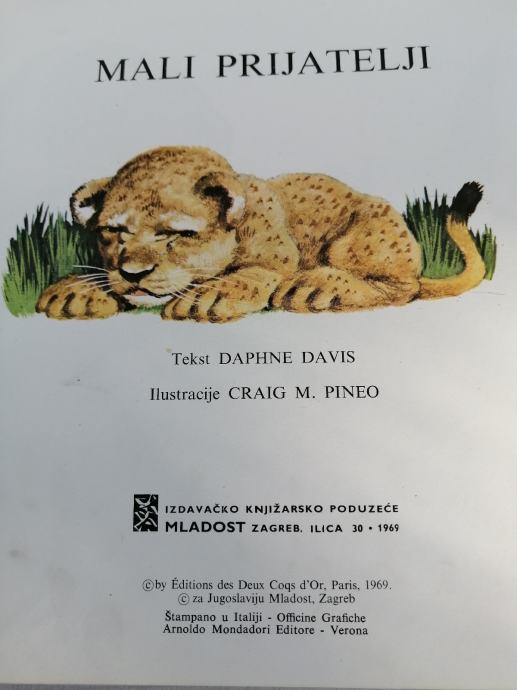 MALI PRIJATELJI
Tekst DAPHNE DAVIS
Ilustracije CRAIG M. PINEO
IZDAVAČKO KNJIŽARSKO PODUZEĆE
MLADOST ZAGREB. ILICA 30 • 1969
©by Éditions des Deux Coqs d'Or, Paris, 1969.
© za Jugoslaviju Mladost, Zagreb
Štampano u Italiji - Officine Grafiche
Arnoldo Mondadori Editore - Verona